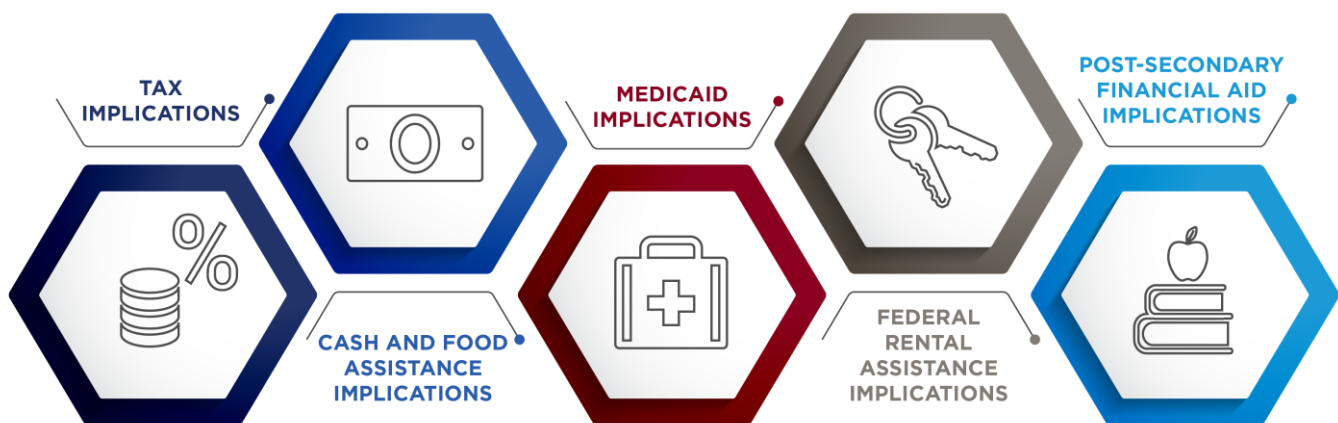 TAX
IMPLICATIONS
CASH AND FOOD
ASSISTANCE
IMPLICATIONS
MEDICAID
IMPLICATIONS
FEDERAL
RENTAL
ASSISTANCE
IMPLICATIONS
POST-SECONDARY
FINANCIAL AID
IMPLICATIONS
%